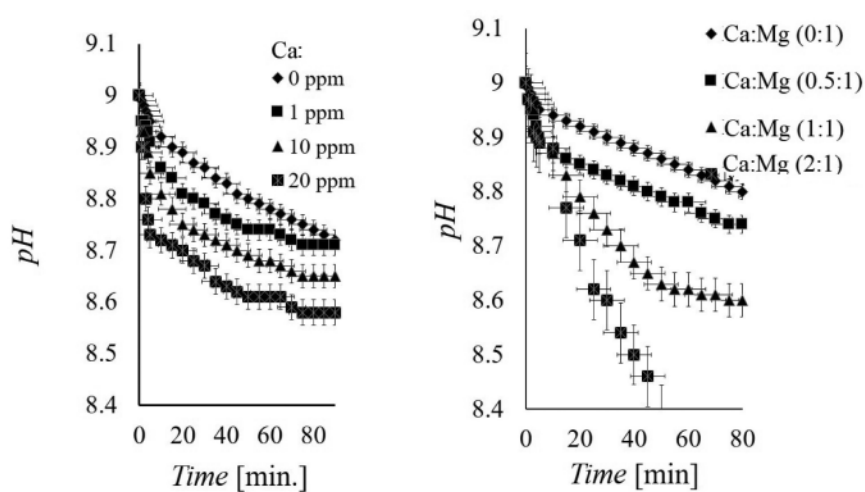 9.1
9
8.9
8.8
8.7
8.6
8.5
8.4
pH
0 20 40 60 80
Time [min.]
Ca:
0 ppm
1 ppm
10 ppm
20 ppm
9.1
9
8.9
8.8
8.7
8.6
8.5
8.4
pH
0 20 40 60 80
Time [min]
Ca:Mg (0:1)
Ca:Mg (0.5:1)
Ca:Mg (1:1)
Ca:Mg (2:1)